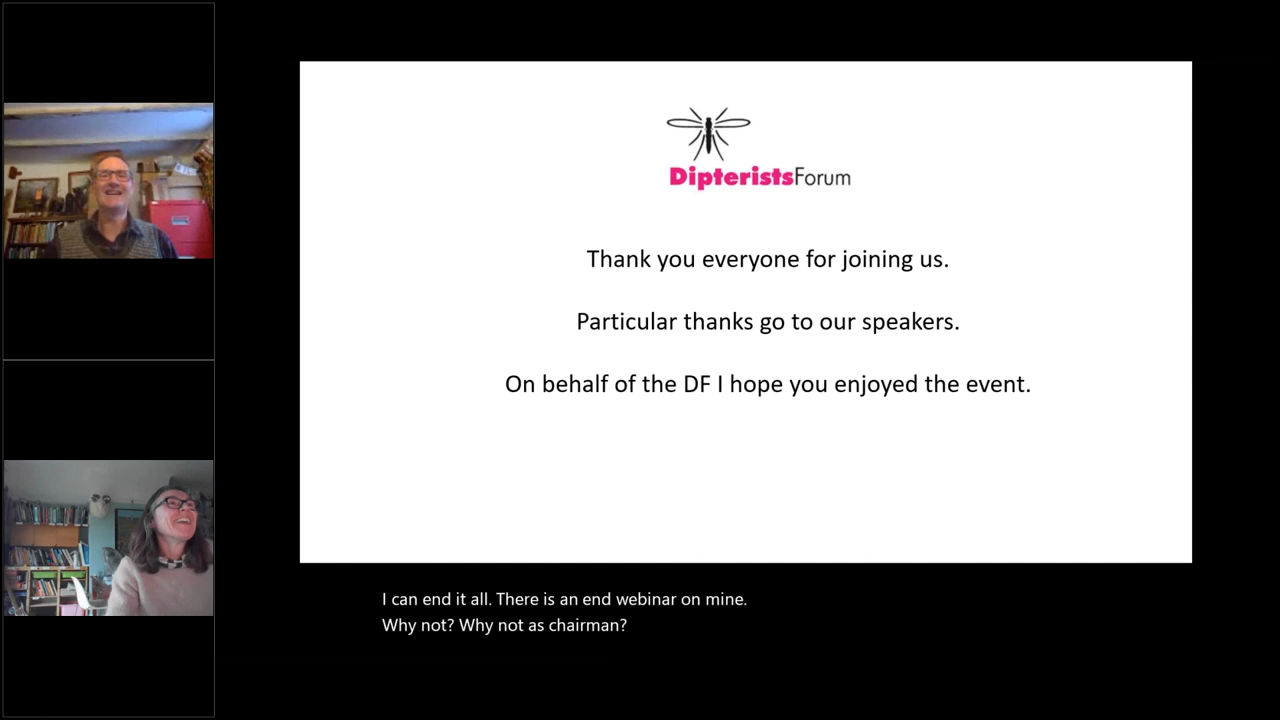 DipteristsForum
Thank you everyone for joining us.
Particular thanks go to our speakers.
On behalf of the DF I hope you enjoyed the event.
I can end it all. There is an end webinar on mine.
Why not? Why not as chairman?